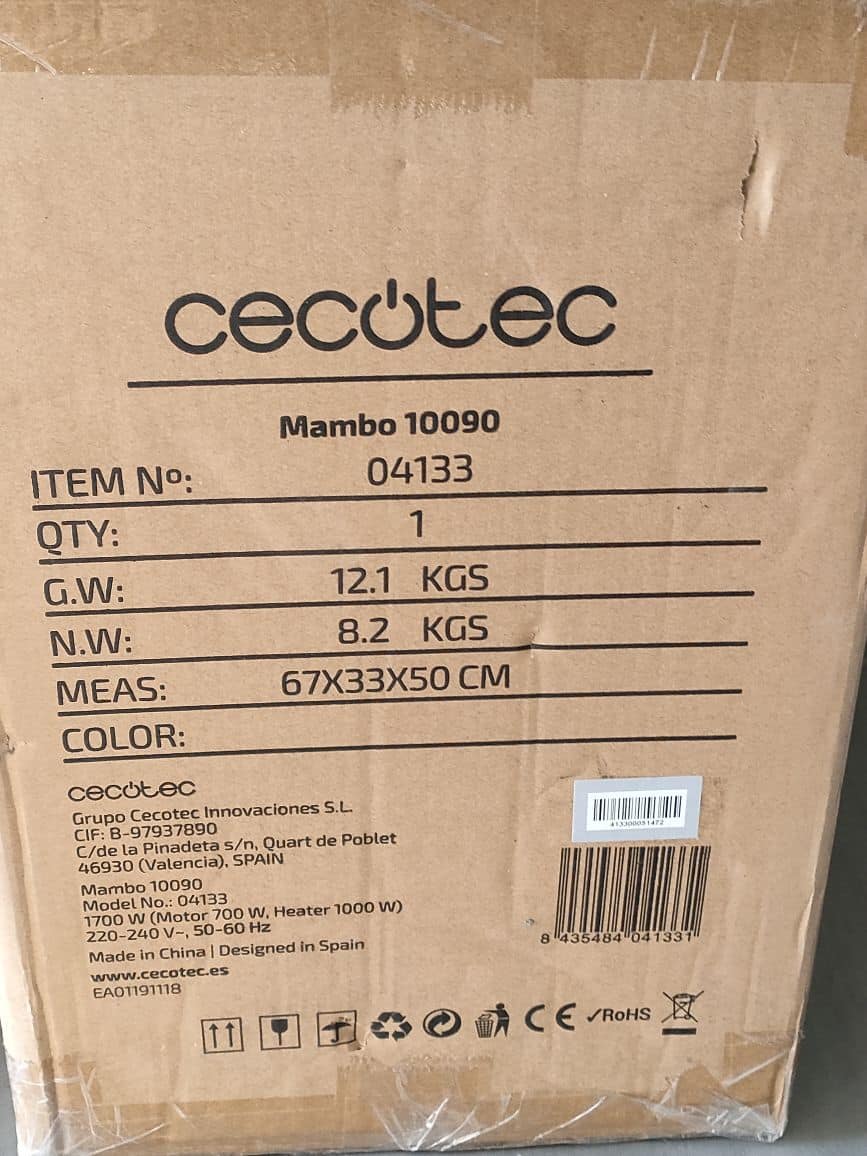 cecotec
Mambo 10090
ITEM Nº: 04133
QTY: 1
G.W: 12.1 KGS
N.W: 8.2 KGS
MEAS: 67X33X50 CM
COLOR:
cecotec
Grupo Cecotec Innovaciones S.L.
CIF: B-97937890
C/de la Pinadeta s/n, Quart de Poblet
46930 (Valencia), SPAIN
Mambo 10090
Model No.: 04133
1700 W (Motor 700 W, Heater 1000 W)
220-240 V~, 50-60 Hz
Made in China | Designed in Spain
www.cecotec.es
EA01191118
413300051472
8 435484 041331
CE ✓RoHS